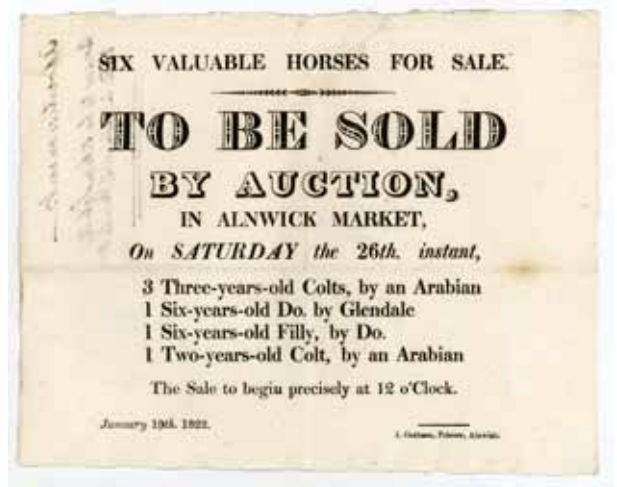 SIX VALUABLE HORSES FOR SALE.
TO BE SOLD
BY AUCTION,
IN ALNWICK MARKET,
On SATURDAY the 26th. instant,
3 Three-years-old Colts, by an Arabian
1 Six-years-old Do. by Glendale
1 Six-years-old Filly, by Do.
1 Two-years-old Colt, by an Arabian
The Sale to begin precisely at 12 o'Clock.
January 19th. 1822.
Printer, Alnwick.